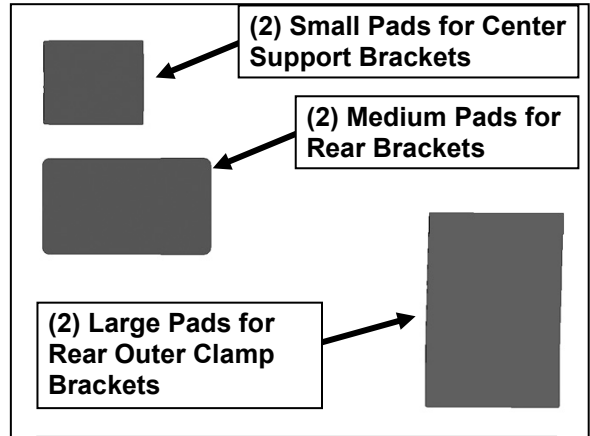 (2) Small Pads for Center
Support Brackets
(2) Medium Pads for
Rear Brackets
(2) Large Pads for
Rear Outer Clamp
Brackets